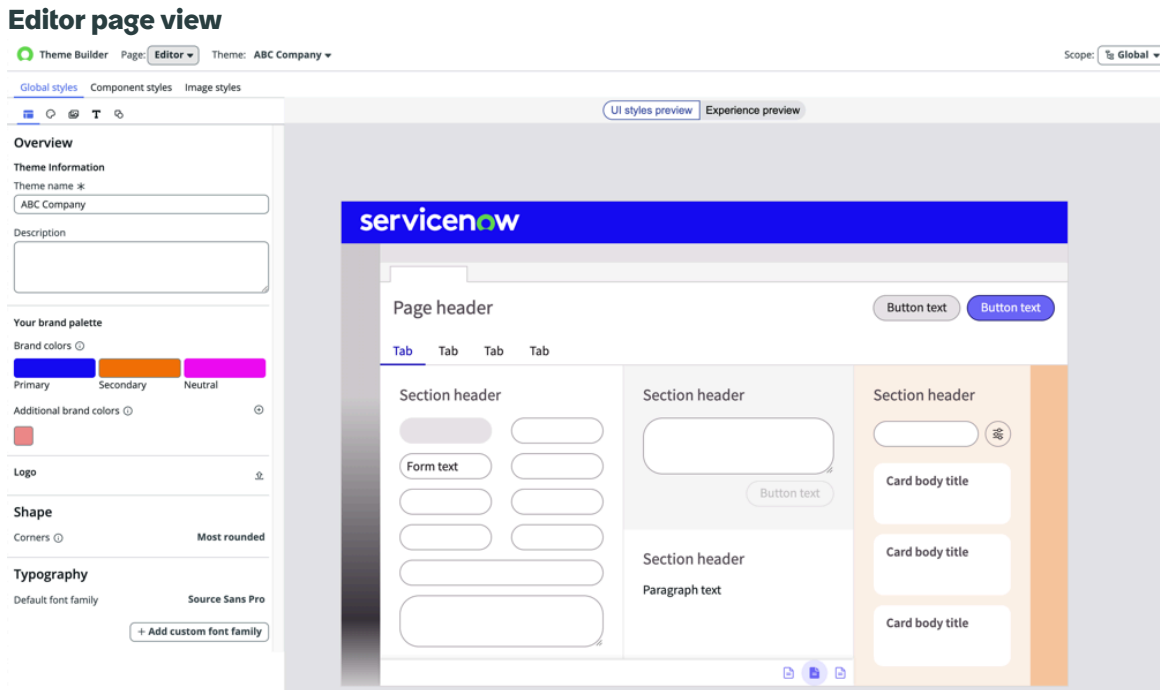 Editor page view
Theme Builder Page: Editor Theme: ABC Company Scope: Global
Global styles Component styles Image styles
UI styles preview Experience preview
T
Overview
Theme Information
Theme name *
ABC Company
Description
Your brand palette
Brand colors
Primary Secondary Neutral
Additional brand colors
Logo
Shape
Corners Most rounded
Typography
Default font family Source Sans Pro
+ Add custom font family
servicenow
Page header Button text Button text
Tab Tab Tab Tab
Section header
Form text
Section header
Button text
Section header
Paragraph text
Section header
Card body title
Card body title
Card body title